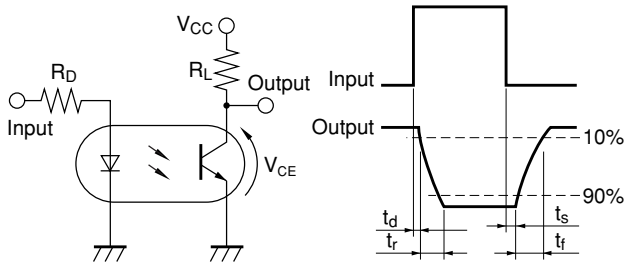 VCC
RL
Output
RD
Input
VCE
Input
Output
10%
90%
td
tr
ts
tf